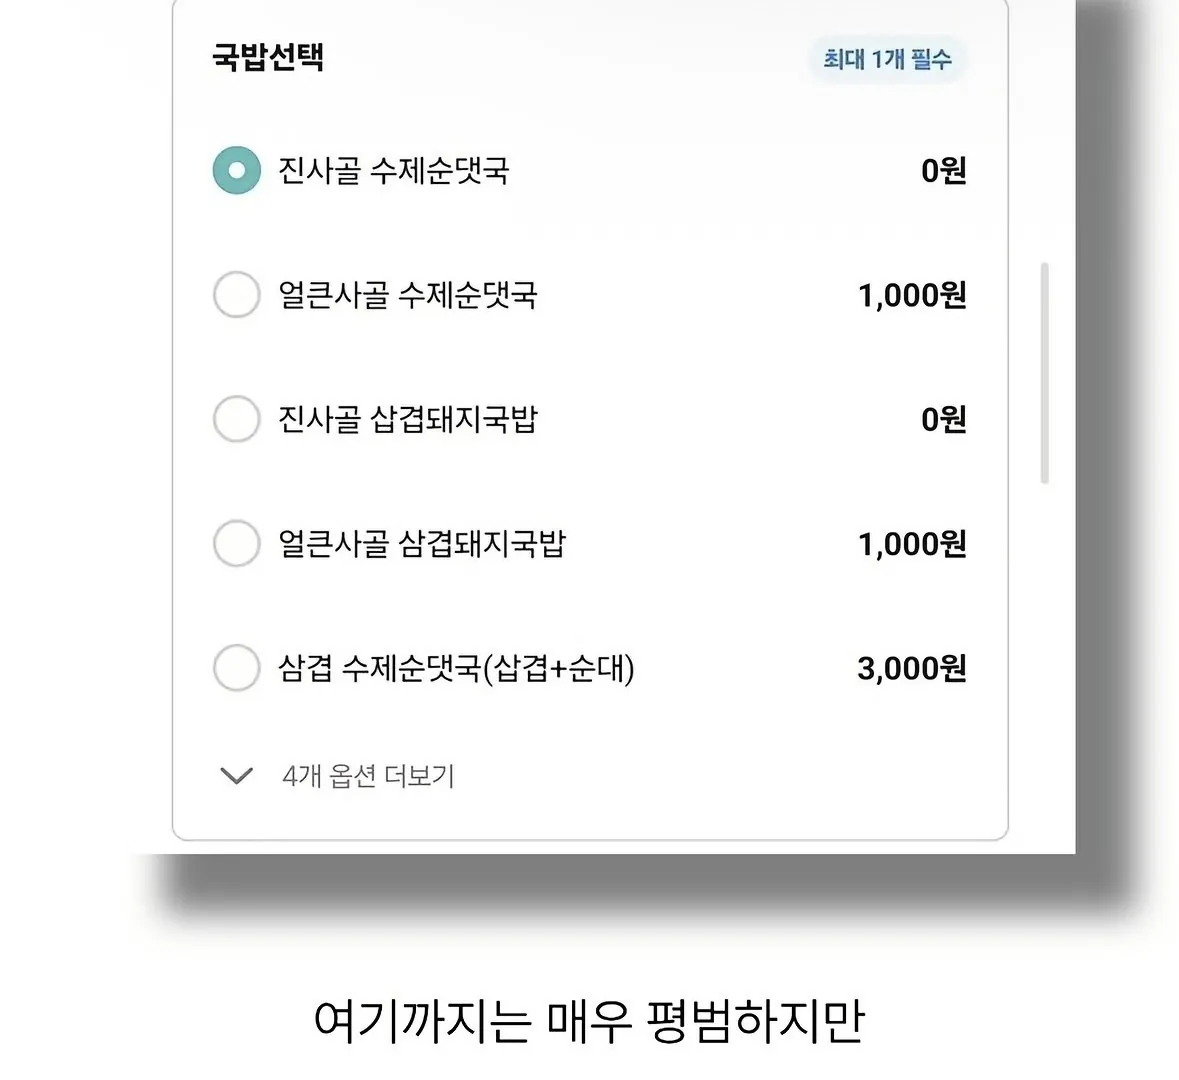 국밥선택
최대 1개 필수
진사골 수제순댓국 0원
얼큰사골 수제순댓국 1,000원
진사골 삽겹돼지국밥 0원
얼큰사골 삼겹돼지국밥 1,000원
삼겹 수제순댓국(삽겹+순대) 3,000원
4개 옵션 더보기
여기까지는 매우 평범하지만